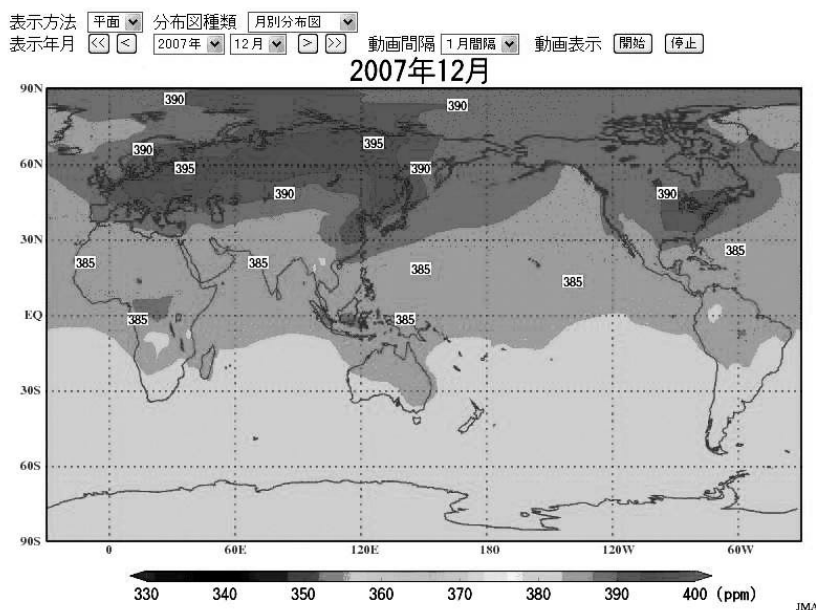 表示方法 平面 分布図種類 月別分布図
表示年月 << < 2007年 12月 > >> 動画間隔 1月間隔 動画表示 開始 停止
2007年12月
90N
390
390
60N
390
395
395
390
390
390
30N
385
385
385
385
385
EQ
385
385
30S
60S
90S
0 60E 120E 180 120W 60W
330 340 350 360 370 380 390 400 (ppm)
JMA